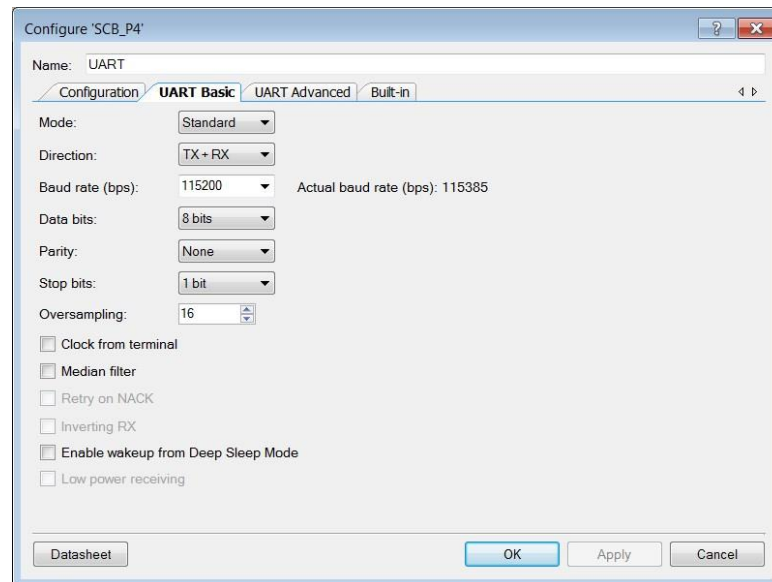 Configure 'SCB_P4'
Name: UART
Configuration UART Basic UART Advanced Built-in
Mode: Standard
Direction: TX + RX
Baud rate (bps): 115200 Actual baud rate (bps): 115385
Data bits: 8 bits
Parity: None
Stop bits: 1 bit
Oversampling: 16
Clock from terminal
Median filter
Retry on NACK
Inverting RX
Enable wakeup from Deep Sleep Mode
Low power receiving
Datasheet OK Apply Cancel